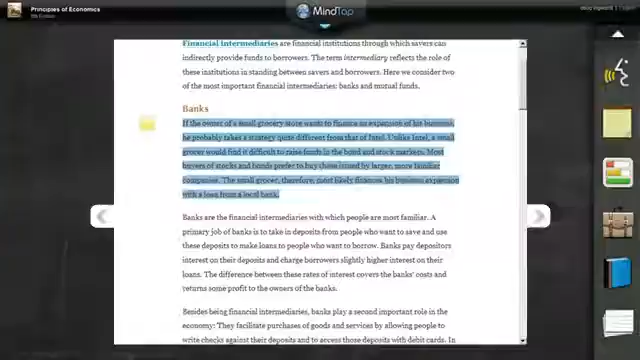 Principles of Economics
MindTap
Financial Intermediaries are financial institutions through which savers can
indirectly provide funds to borrowers. The term intermediary reflects the role of
these institutions in standing between savers and borrowers. Here we consider two
of the most important financial intermediaries: banks and mutual funds.
Banks
If the owner of a small grocery store wants to finance an expansion of his business,
he probably takes a strategy quite different from that of Intel. Unlike Intel, a small
grocer would find it difficult to raise funds in the bond and stock markets. Most
buyers of stocks and bonds prefer to buy those issued by larger, more familiar
companies. The small grocer, therefore, most likely finances his business expansion
with a loan from a local bank.
Banks are the financial intermediaries with which people are most familiar. A
primary job of banks is to take in deposits from people who want to save and use
these deposits to make loans to people who want to borrow. Banks pay depositors
interest on their deposits and charge borrowers slightly higher interest on their
loans. The difference between these rates of interest covers the banks' costs and
returns some profit to the owners of the banks.
Besides being financial intermediaries, banks play a second important role in the
economy: They facilitate purchases of goods and services by allowing people to
write checks against their deposits and to access those deposits with debit cards. In